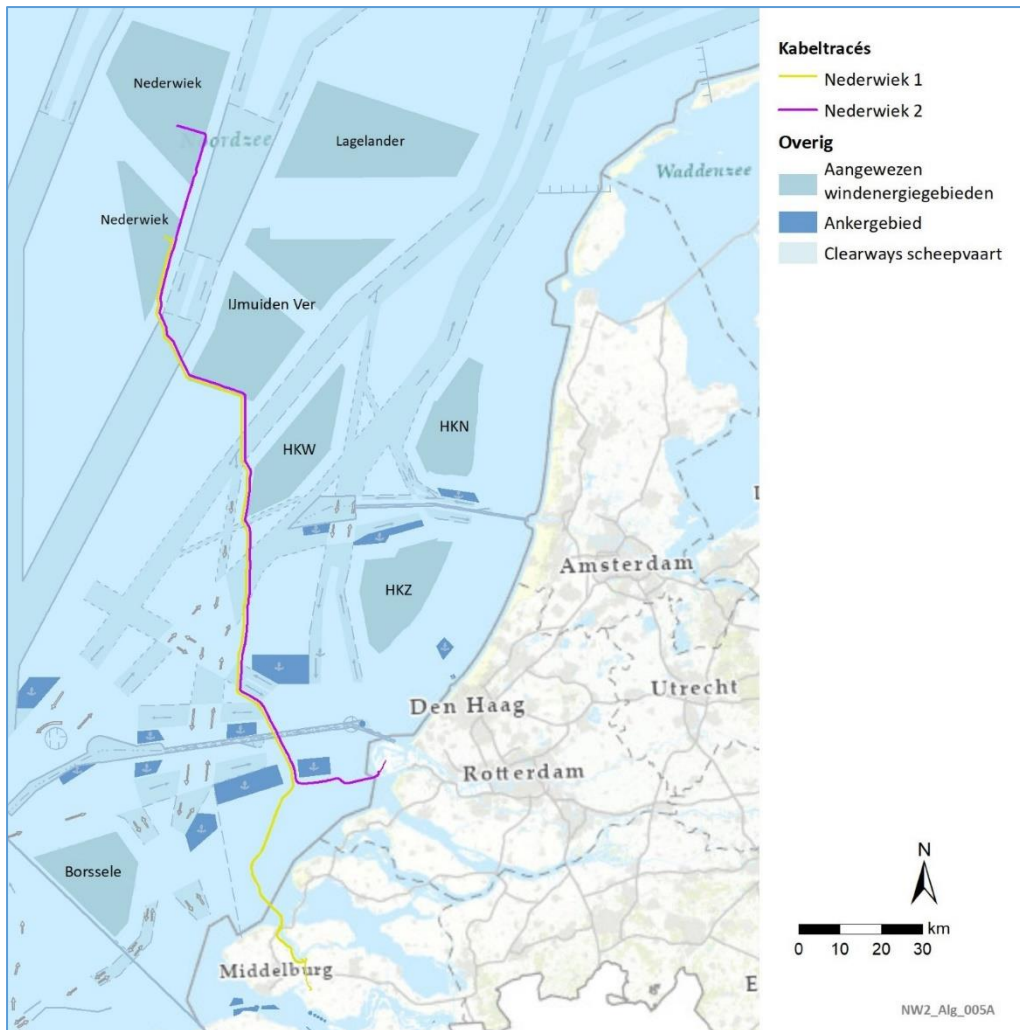 Nederwiek
Noordzee
Lagelander
Waddenzee
Nederwiek
IJmuiden Ver
HKN
HKW
HKZ
Amsterdam
Utrecht
Den Haag
Rotterdam
Borssele
Middelburg
Kabeltracés
Nederwiek 1
Nederwiek 2
Overig
Aangewezen
windenergiegebieden
Ankergebied
Clearways scheepvaart
N
km
0 10 20 30
NW2_Alg_005A